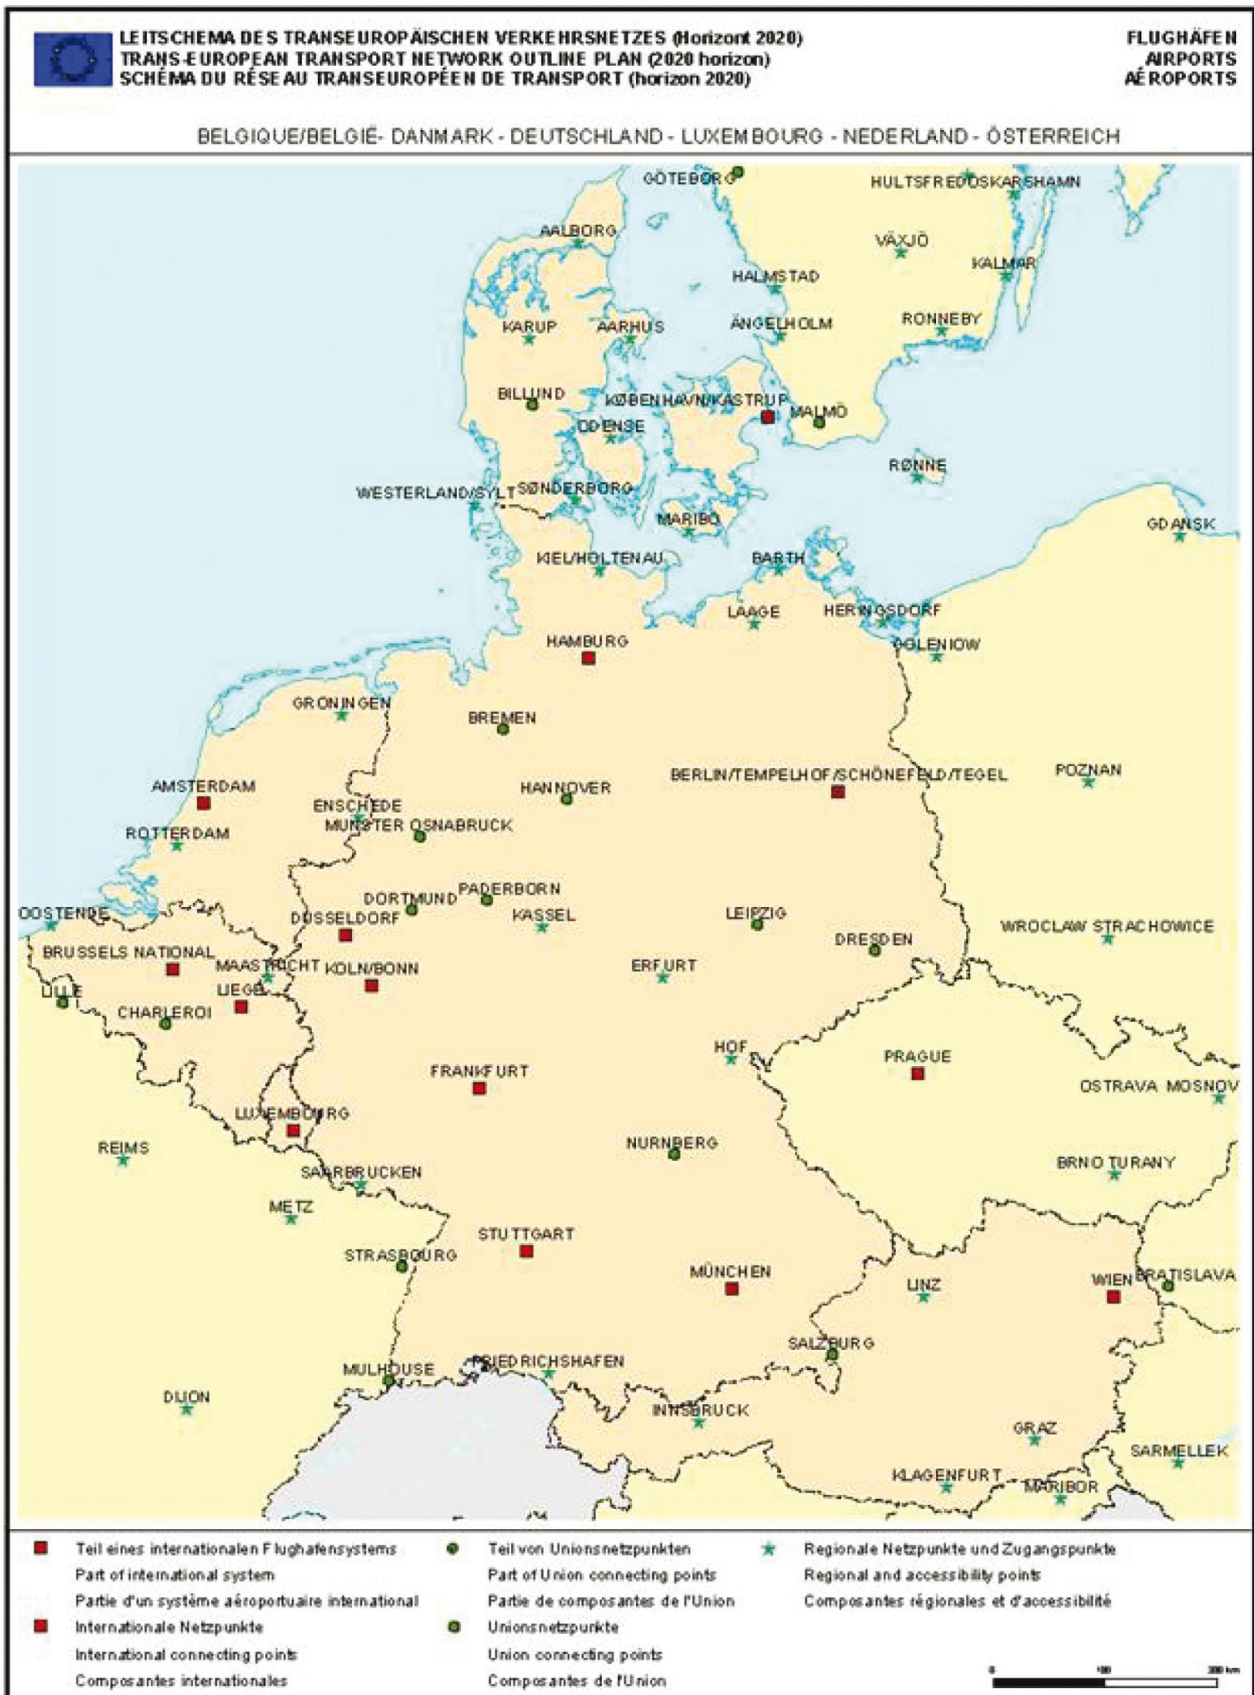 LEITSCHEMA DES TRANSEUROPÄISCHEN VERKEHRSNETZES (Horizont 2020)
TRANS-EUROPEAN TRANSPORT NETWORK OUTLINE PLAN (2020 horizon)
SCHÉMA DU RÉSEAU TRANSEUROPÉEN DE TRANSPORT (horizon 2020)
FLUGHÄFEN
AIRPORTS
AÉROPORTS
BELGIQUE/BELGIË- DANMARK - DEUTSCHLAND - LUXEMBOURG - NEDERLAND - ÖSTERREICH
GÖTEBORG
HULTSFREDOSKARSHAMN
AALBORG
VÄXJÖ
KALMAR
HALMSTAD
KARUP
AARHUS
ÄNGELHOLM
RONNEBY
BILLUND
KØBENHAVN/KASTRUP
MALMÖ
ODENSE
RØNNE
WESTERLAND/SYLT
SØNDERBORG
MARIBO
GDANSK
KIEL/HOLTENAU
BARTH
LAAGE
HERINGSDORF
HAMBURG
GOLENIOW
GRONINGEN
BREMEN
AMSTERDAM
HANNOVER
BERLIN/TEMPELHOF/SCHÖNEFELD/TEGEL
POZNAN
ENSCHEDE
MUNSTER OSNABRUCK
ROTTERDAM
DORTMUND
PADERBORN
OOSTENDE
DUSSELDORF
KASSEL
LEIPZIG
WROCLAW STRACHOWICE
BRUSSELS NATIONAL
DRESDEN
MAASTRICHT
KOLN/BONN
ERFURT
LILLE
LIEGE
CHARLEROI
HOF
PRAGUE
FRANKFURT
OSTRAVA MOSNOV
LUXEMBOURG
REIMS
NURNBERG
SAARBRUCKEN
BRNO TURANY
METZ
STUTTGART
STRASBOURG
MÜNCHEN
LINZ
WIEN
BRATISLAVA
SALZBURG
MULHOUSE
FRIEDRICHSHAFEN
DIJON
INNSBRUCK
GRAZ
SARMELLEK
KLAGENFURT
MARIBOR
Teil eines internationalen Flughafensystems
Part of international system
Partie d'un système aéroportuaire international
Internationale Netzpunkte
International connecting points
Composantes internationales
Teil von Unionsnetzpunkten
Part of Union connecting points
Partie de composantes de l'Union
Unionsnetzpunkte
Union connecting points
Composantes de l'Union
Regionale Netzpunkte und Zugangspunkte
Regional and accessibility points
Composantes régionales et d'accessibilité
0 100 200 km